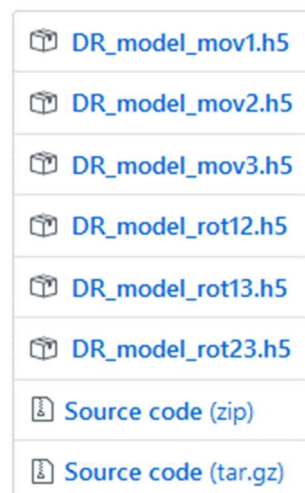 DR_model_mov1.h5
DR_model_mov2.h5
DR_model_mov3.h5
DR_model_rot12.h5
DR_model_rot13.h5
DR_model_rot23.h5
Source code (zip)
Source code (tar.gz)